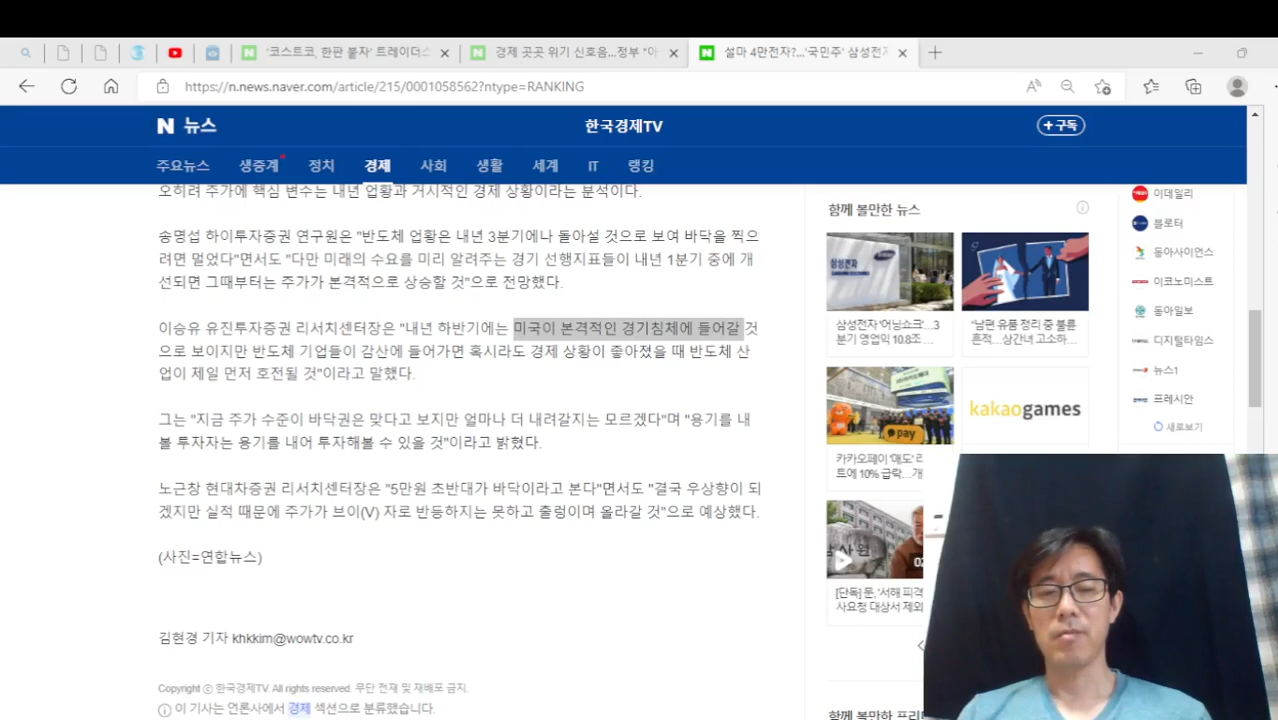 '코스트코, 한판 붙자' 트레이더스
경제 곳곳 위기 신호음...정부 "아
설마 4만전자?...'국민주' 삼성전자
https://n.news.naver.com/article/215/0001058562?ntype=RANKING
N 뉴스
한국경제TV
+구독
주요뉴스 생중계 정치 경제 사회 생활 세계 IT 랭킹
오히려 주가에 핵심 변수는 내년 업황과 거시적인 경제 상황이라는 분석이다.
송명섭 하이투자증권 연구원은 "반도체 업황은 내년 3분기에나 돌아설 것으로 보여 바닥을 찍으
려면 멀었다"면서도 "다만 미래의 수요를 미리 알려주는 경기 선행지표들이 내년 1분기 중에 개
선되면 그때부터는 주가가 본격적으로 상승할 것"으로 전망했다.
이승유 유진투자증권 리서치센터장은 "내년 하반기에는 미국이 본격적인 경기침체에 들어갈 것
으로 보이지만 반도체 기업들이 감산에 들어가면 혹시라도 경제 상황이 좋아졌을 때 반도체 산
업이 제일 먼저 호전될 것"이라고 말했다.
그는 "지금 주가 수준이 바닥권은 맞다고 보지만 얼마나 더 내려갈지는 모르겠다"며 "용기를 내
볼 투자자는 용기를 내어 투자해볼 수 있을 것"이라고 밝혔다.
노근창 현대차증권 리서치센터장은 "5만원 초반대가 바닥이라고 본다"면서도 "결국 우상향이 되
겠지만 실적 때문에 주가가 브이(V) 자로 반등하지는 못하고 출렁이며 올라갈 것"으로 예상했다.
(사진=연합뉴스)
김현경 기자 khkkim@wowtv.co.kr
Copyright ⓒ 한국경제TV. All rights reserved. 무단 전재 및 재배포 금지.
이 기사는 언론사에서 경제 섹션으로 분류했습니다.
함께 볼만한 뉴스
삼성전자
삼성전자 '어닝쇼크'...3
분기 영업익 10.8조 ...
"남편 유품 정리 중 불륜
흔적...상간녀 고소하...
pay
카카오페이 '매도' 리
트에 10% 급락...개
kakaogames
사원
02
[단독] 문, '서해 피격
사요청 대상서 제외
함께 볼만한 프리미
이데일리
블로터
동아사이언스
이코노미스트
동아일보
디지털타임스
뉴스1
프레시안
새로보기